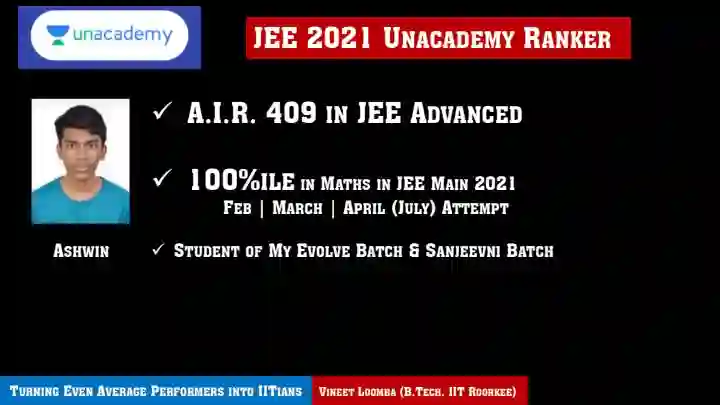 unacademy
JEE 2021 Unacademy Ranker
✓ A.I.R. 409 in JEE Advanced
✓ 100%ile in Maths in JEE Main 2021
Feb | March | April (July) Attempt
Ashwin
✓ Student of My Evolve Batch & Sanjeevni Batch
Turning Even Average Performers into IITians
Vineet Loomba (B.Tech. IIT Roorkee)